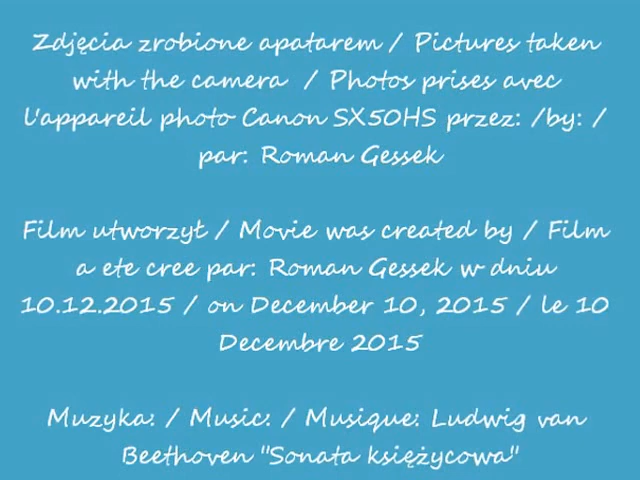 Zdjęcia zrobione apatarem / Pictures taken
with the camera / Photos prises avec
l'appareil photo Canon SX50HS przez: /by: /
par: Roman Gessek
Film utworzył / Movie was created by / Film
a ete cree par: Roman Gessek w dniu
10.12.2015 / on December 10, 2015 / le 10
Decembre 2015
Muzyka: / Music: / Musique: Ludwig van
Beethoven "Sonata księżycowa"